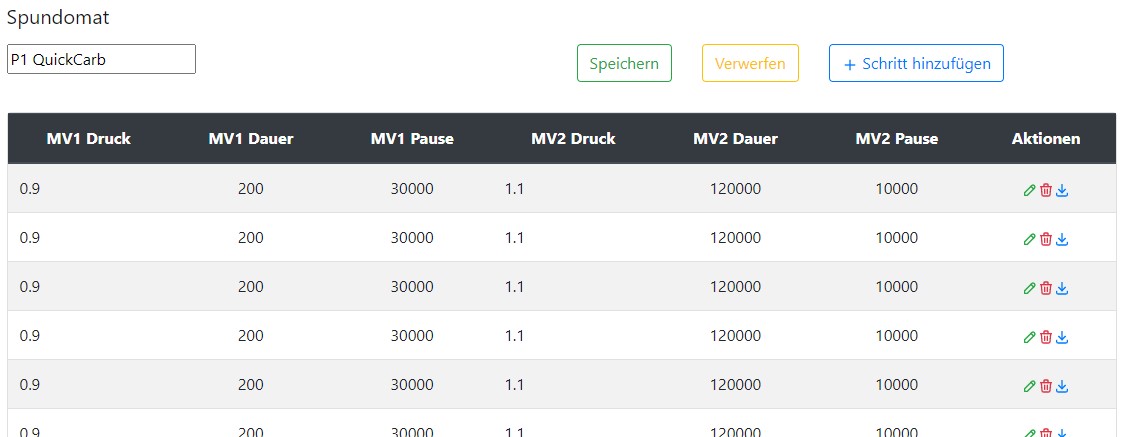 Spundomat
P1 QuickCarb
Speichern
Verwerfen
+ Schritt hinzufügen
MV1 Druck MV1 Dauer MV1 Pause MV2 Druck MV2 Dauer MV2 Pause Aktionen
0.9 200 30000 1.1 120000 10000
0.9 200 30000 1.1 120000 10000
0.9 200 30000 1.1 120000 10000
0.9 200 30000 1.1 120000 10000
0.9 200 30000 1.1 120000 10000
0.9 200 30000 1.1 120000 10000